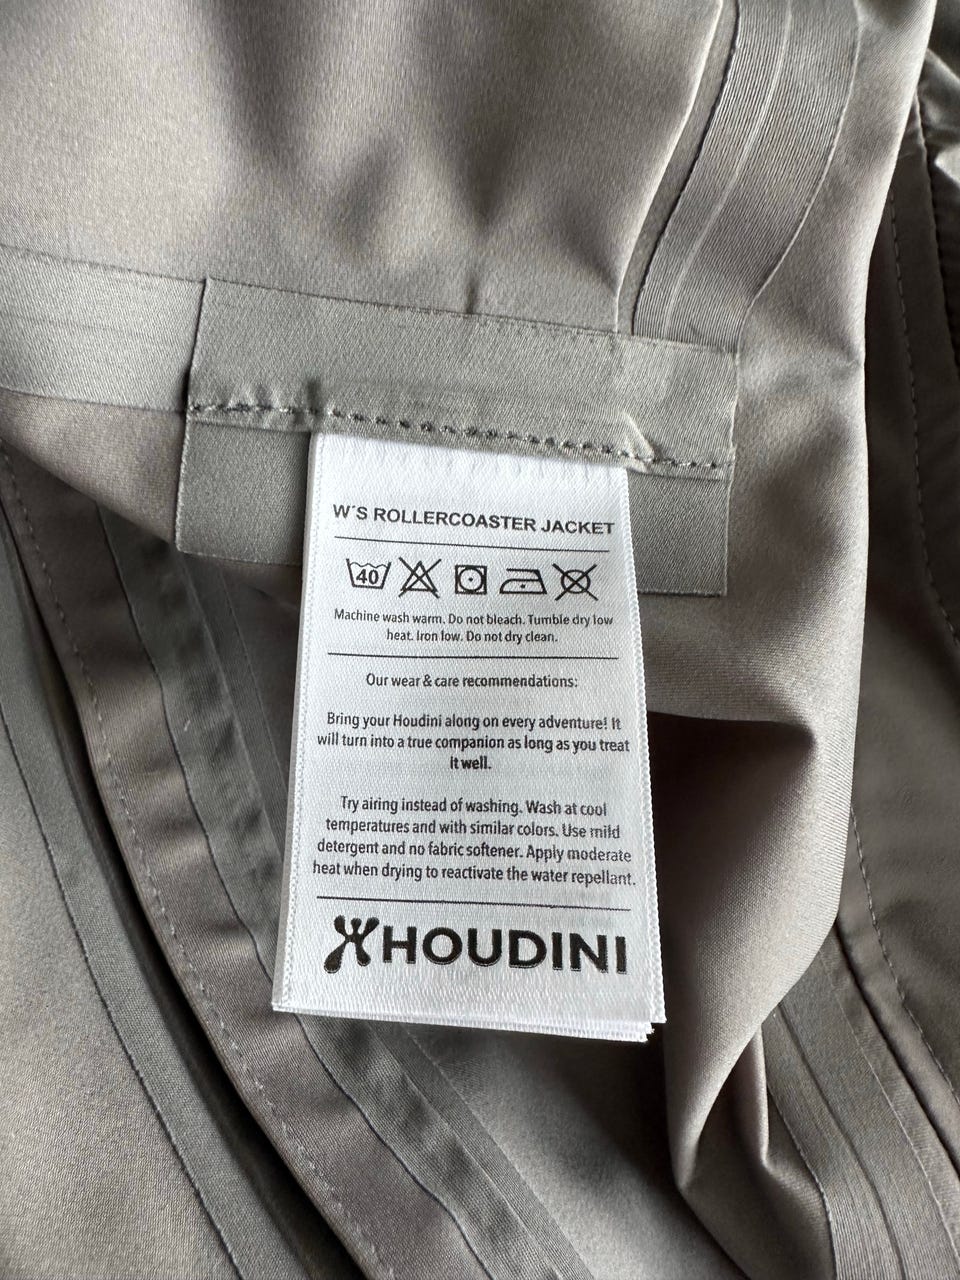 W´S ROLLERCOASTER JACKET
40
Machine wash warm. Do not bleach. Tumble dry low
heat. Iron low. Do not dry clean.
Our wear & care recommendations:
Bring your Houdini along on every adventure! It
will turn into a true companion as long as you treat
it well.
Try airing instead of washing. Wash at cool
temperatures and with similar colors. Use mild
detergent and no fabric softener. Apply moderate
heat when drying to reactivate the water repellant.
HOUDINI